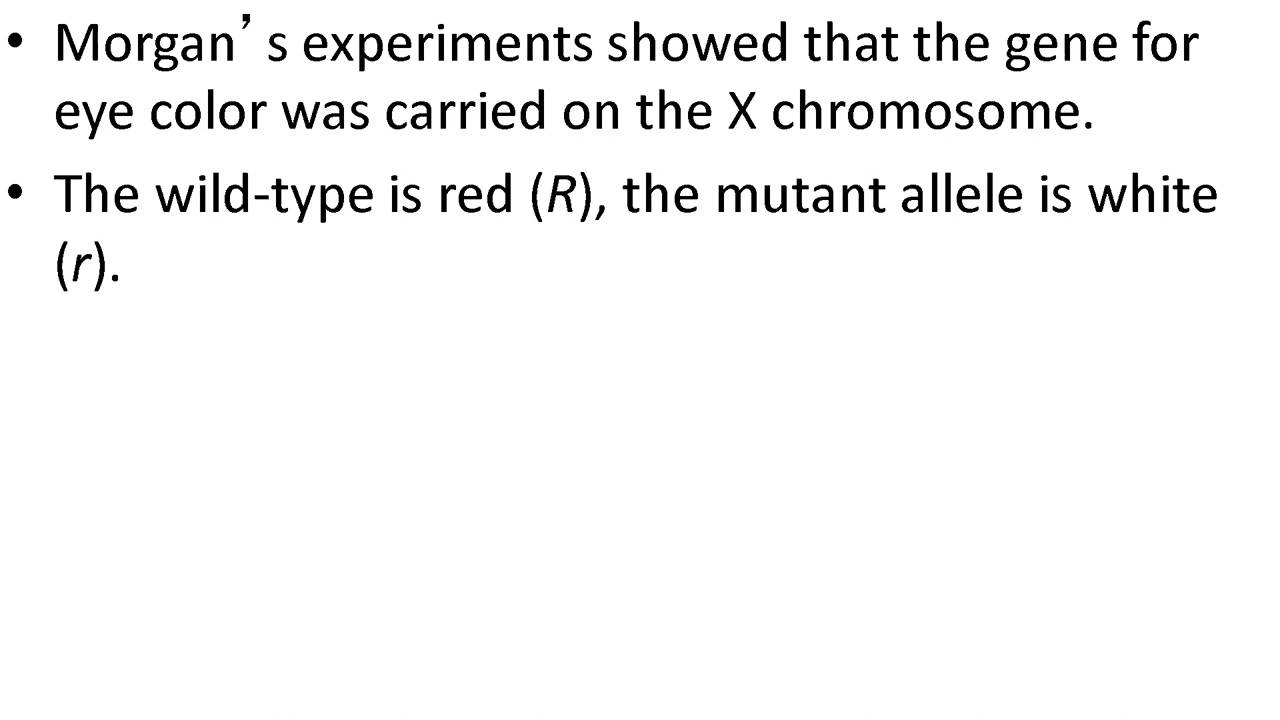 • Morgan’s experiments showed that the gene for
eye color was carried on the X chromosome.
• The wild-type is red (R), the mutant allele is white
(r).